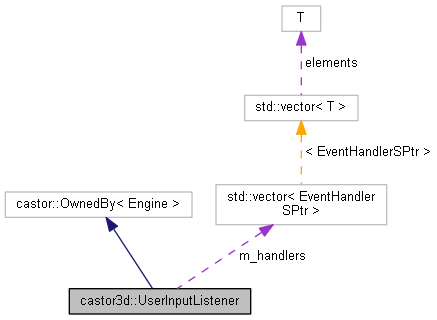 T
elements
std::vector< T >
< EventHandlerSPtr >
castor::OwnedBy< Engine >
std::vector< EventHandler
SPtr >
m_handlers
castor3d::UserInputListener